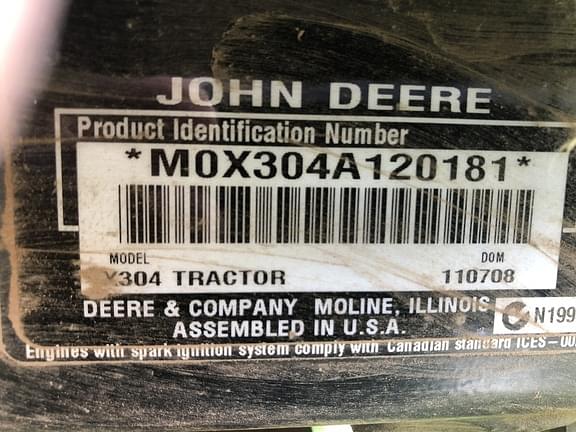 JOHN DEERE
Product Identification Number
*M0X304A120181*
MODEL DOM
X304 TRACTOR 110708
DEERE & COMPANY MOLINE, ILLINOIS
ASSEMBLED IN U.S.A.
N199
Engines with spark ignition system comply with Canadian standard ICES-00